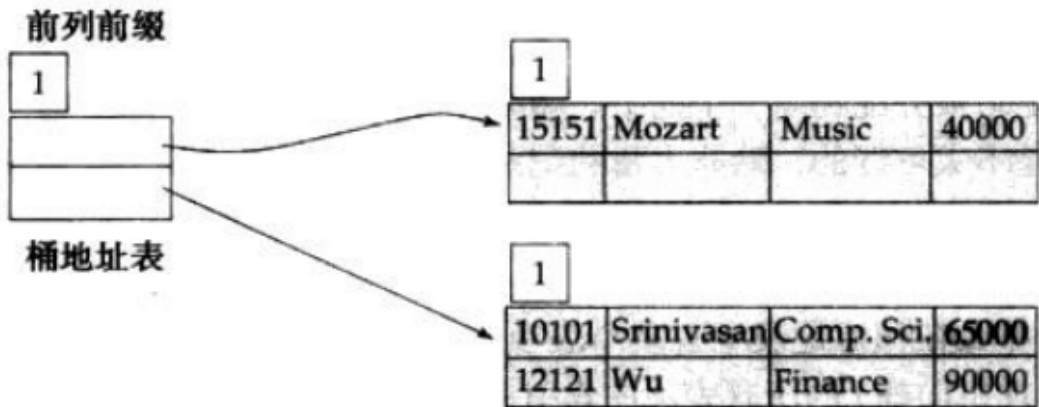 前列前缀
1
1
15151 Mozart Music 40000
桶地址表
1
10101 Srinivasan Comp. Sci. 65000
12121 Wu Finance 90000